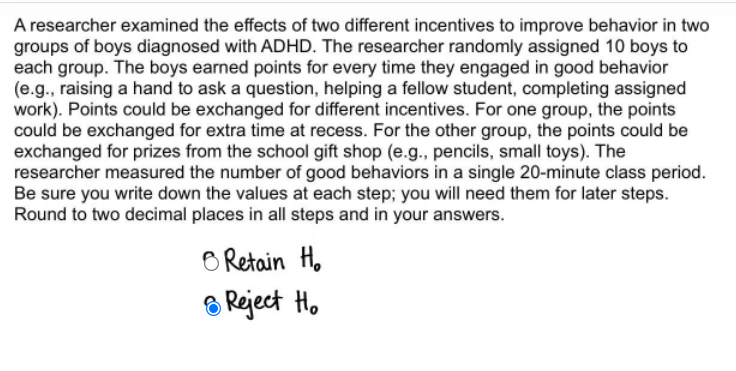 A researcher examined the effects of two different incentives to improve behavior in two
groups of boys diagnosed with ADHD. The researcher randomly assigned 10 boys to
each group. The boys earned points for every time they engaged in good behavior
(e.g., raising a hand to ask a question, helping a fellow student, completing assigned
work). Points could be exchanged for different incentives. For one group, the points
could be exchanged for extra time at recess. For the other group, the points could be
exchanged for prizes from the school gift shop (e.g., pencils, small toys). The
researcher measured the number of good behaviors in a single 20-minute class period.
Be sure you write down the values at each step; you will need them for later steps.
Round to two decimal places in all steps and in your answers.
Retain H₀
Reject H₀